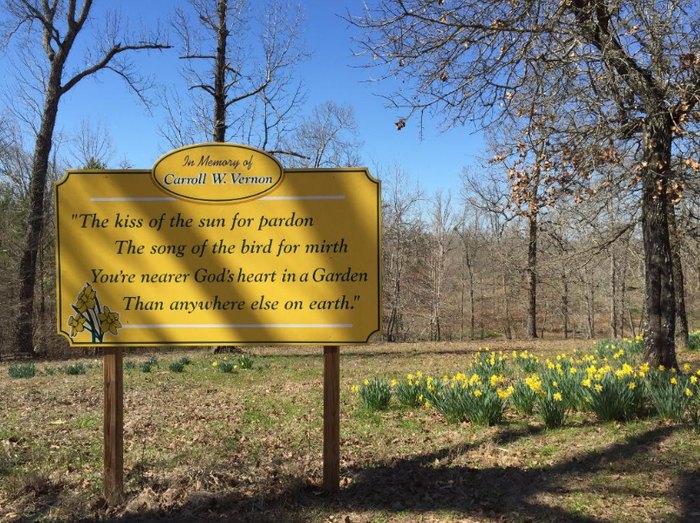 In Memory of
Carroll W. Vernon
"The kiss of the sun for pardon
The song of the bird for mirth
You're nearer God's heart in a Garden
Than anywhere else on earth."